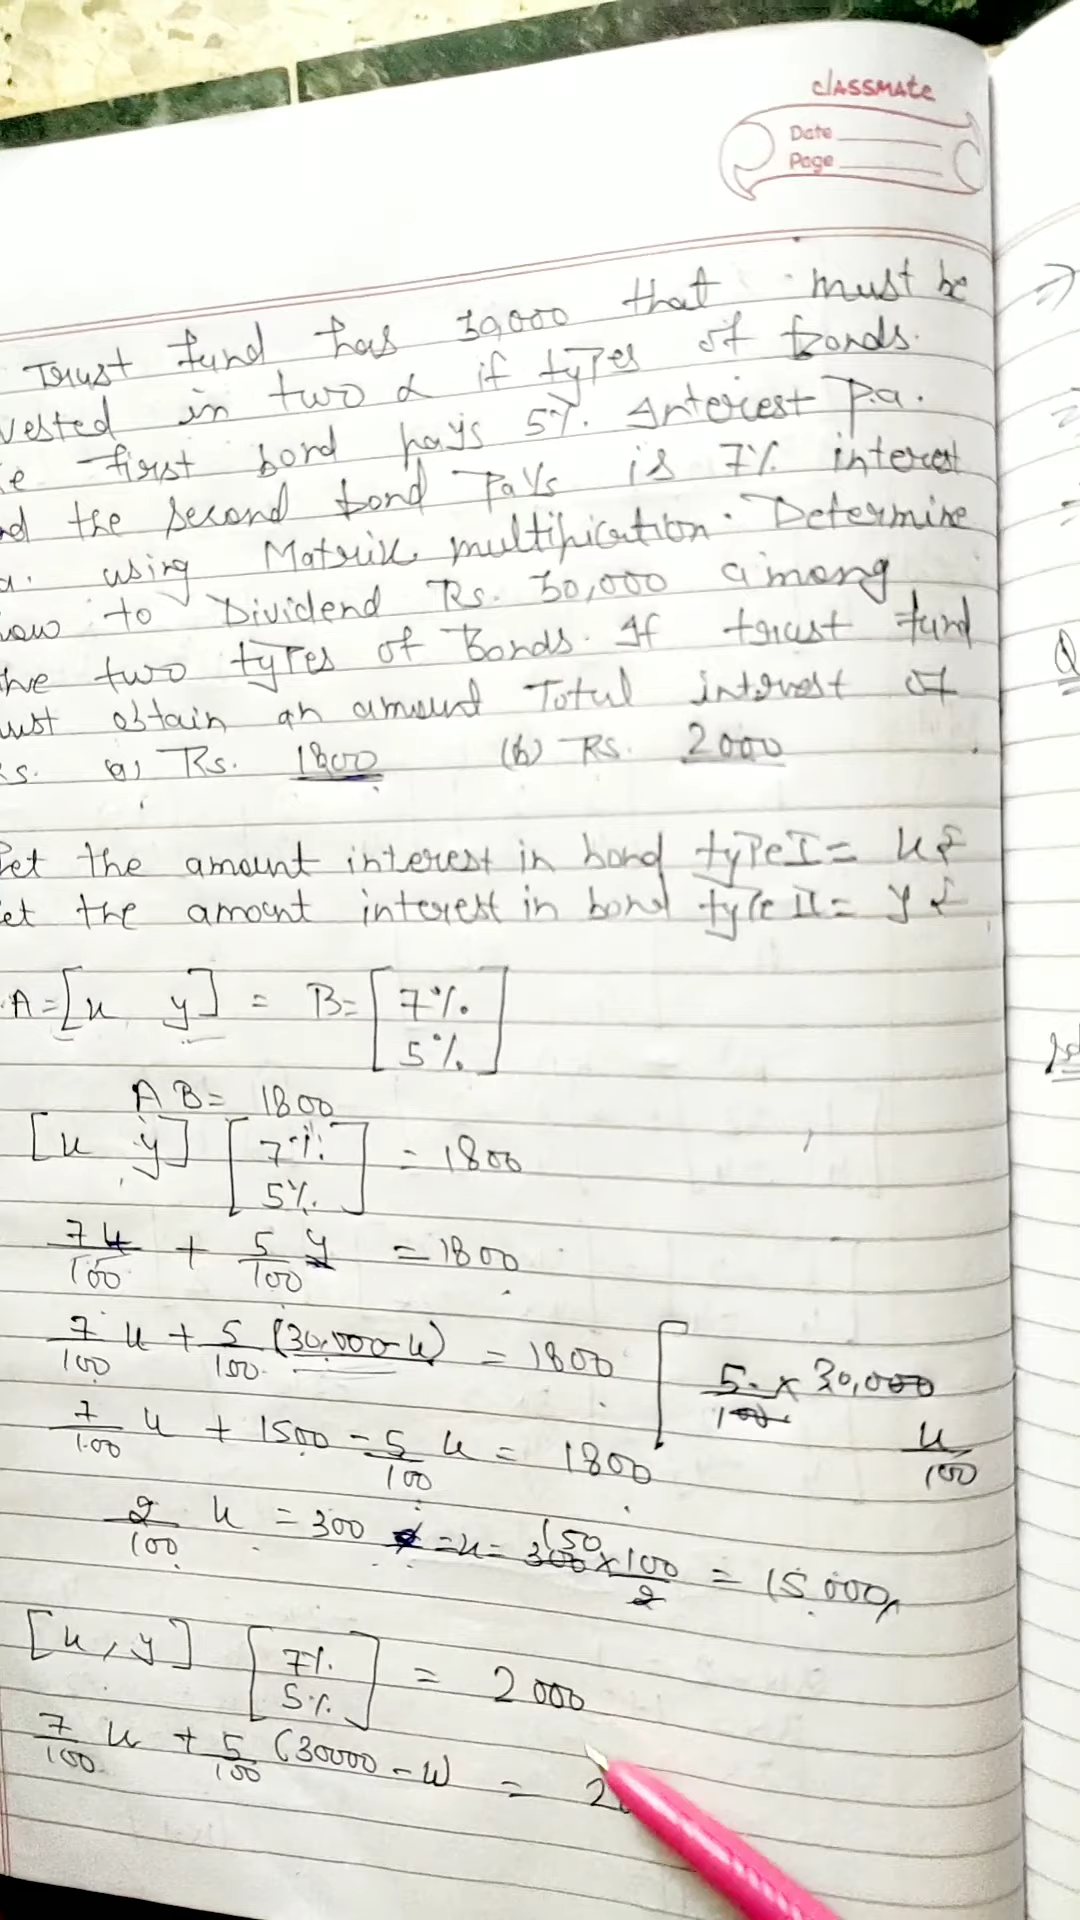 classmate
Date
Page
Trust fund has 30,000 that must be
vested in two & if types of bonds.
e first bond pays 5% Interest P.a.
d the second bond Pays is 7% interest
a. using Matrix multiplication. Determine
how to Dividend Rs. 30,000 among
the two types of Bonds. If trust fund
ust obtain an amount Total interest of
s. (a) Rs. 1800 (b) Rs. 2000
Let the amount interest in bond type I = x ₹
et the amount interest in bond type II = y ₹
A = [x y] = B = [7%
5%]
AB = 1800
[x y] [7%
5%] = 1800
7x/100 + 5/100 y = 1800
7/100 x + 5/100 (30,000 - x) = 1800
5/100 × 30,000
7/100 x + 1500 - 5/100 x = 1800
x/100
2/100 x = 300 = x = 300 150 × 100/2 = 15000
[x, y] [7%
5%] = 2000
7/100 x + 5/100 (30000 - x) = 2
Q